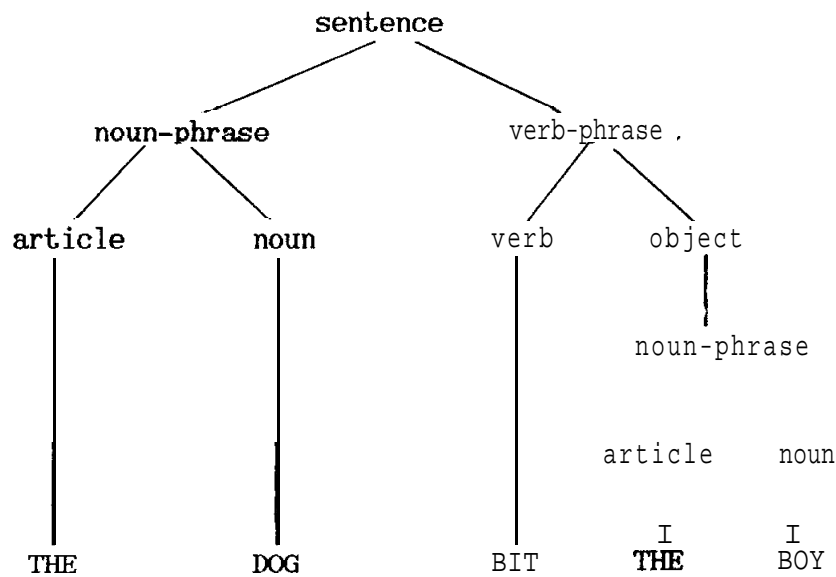 sentence
noun-phrase verb-phrase .
article noun verb object
noun-phrase
article noun
I I
THE DOG BIT THE BOY